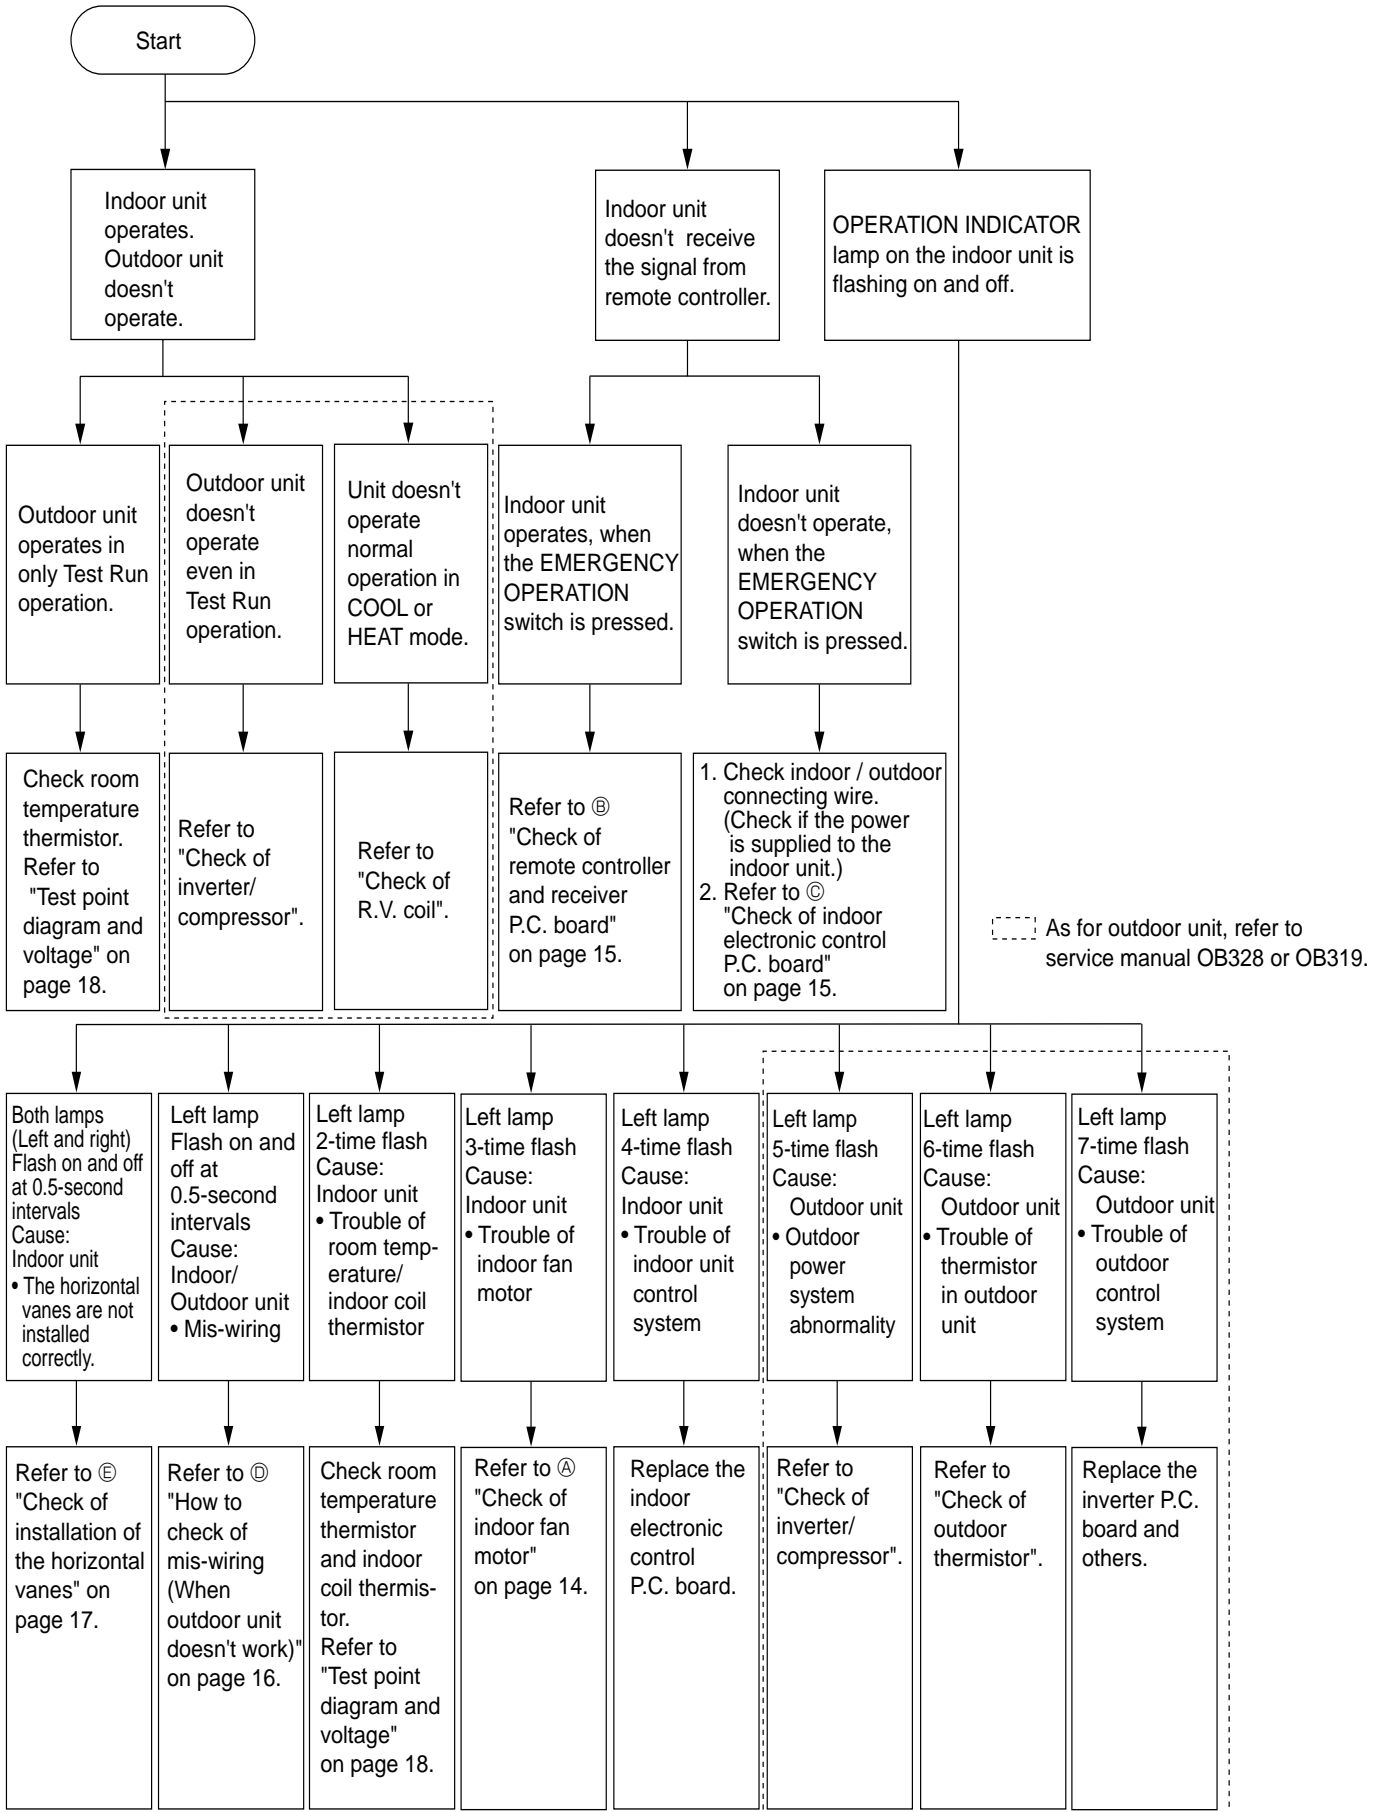 Start
Indoor unit
operates.
Outdoor unit
doesn't
operate.
Indoor unit
doesn't receive
the signal from
remote controller.
OPERATION INDICATOR
lamp on the indoor unit is
flashing on and off.
Outdoor unit
operates in
only Test Run
operation.
Outdoor unit
doesn't
operate
even in
Test Run
operation.
Unit doesn't
operate
normal
operation in
COOL or
HEAT mode.
Indoor unit
operates, when
the EMERGENCY
OPERATION
switch is pressed.
Indoor unit
doesn't operate,
when the
EMERGENCY
OPERATION
switch is pressed.
Check room
temperature
thermistor.
Refer to
"Test point
diagram and
voltage" on
page 18.
Refer to
"Check of
inverter/
compressor".
Refer to
"Check of
R.V. coil".
Refer to Ⓑ
"Check of
remote controller
and receiver
P.C. board"
on page 15.
1. Check indoor / outdoor
connecting wire.
(Check if the power
is supplied to the
indoor unit.)
2. Refer to Ⓒ
"Check of indoor
electronic control
P.C. board"
on page 15.
As for outdoor unit, refer to
service manual OB328 or OB319.
Both lamps
(Left and right)
Flash on and off
at 0.5-second
intervals
Cause:
Indoor unit
• The horizontal
vanes are not
installed
correctly.
Left lamp
Flash on and
off at
0.5-second
intervals
Cause:
Indoor/
Outdoor unit
• Mis-wiring
Left lamp
2-time flash
Cause:
Indoor unit
• Trouble of
room temp-
erature/
indoor coil
thermistor
Left lamp
3-time flash
Cause:
Indoor unit
• Trouble of
indoor fan
motor
Left lamp
4-time flash
Cause:
Indoor unit
• Trouble of
indoor unit
control
system
Left lamp
5-time flash
Cause:
Outdoor unit
• Outdoor
power
system
abnormality
Left lamp
6-time flash
Cause:
Outdoor unit
• Trouble of
thermistor
in outdoor
unit
Left lamp
7-time flash
Cause:
Outdoor unit
• Trouble of
outdoor
control
system
Refer to Ⓔ
"Check of
installation of
the horizontal
vanes" on
page 17.
Refer to Ⓓ
"How to
check of
mis-wiring
(When
outdoor unit
doesn't work)"
on page 16.
Check room
temperature
thermistor
and indoor
coil thermis-
tor.
Refer to
"Test point
diagram and
voltage"
on page 18.
Refer to Ⓐ
"Check of
indoor fan
motor"
on page 14.
Replace the
indoor
electronic
control
P.C. board.
Refer to
"Check of
inverter/
compressor".
Refer to
"Check of
outdoor
thermistor".
Replace the
inverter P.C.
board and
others.